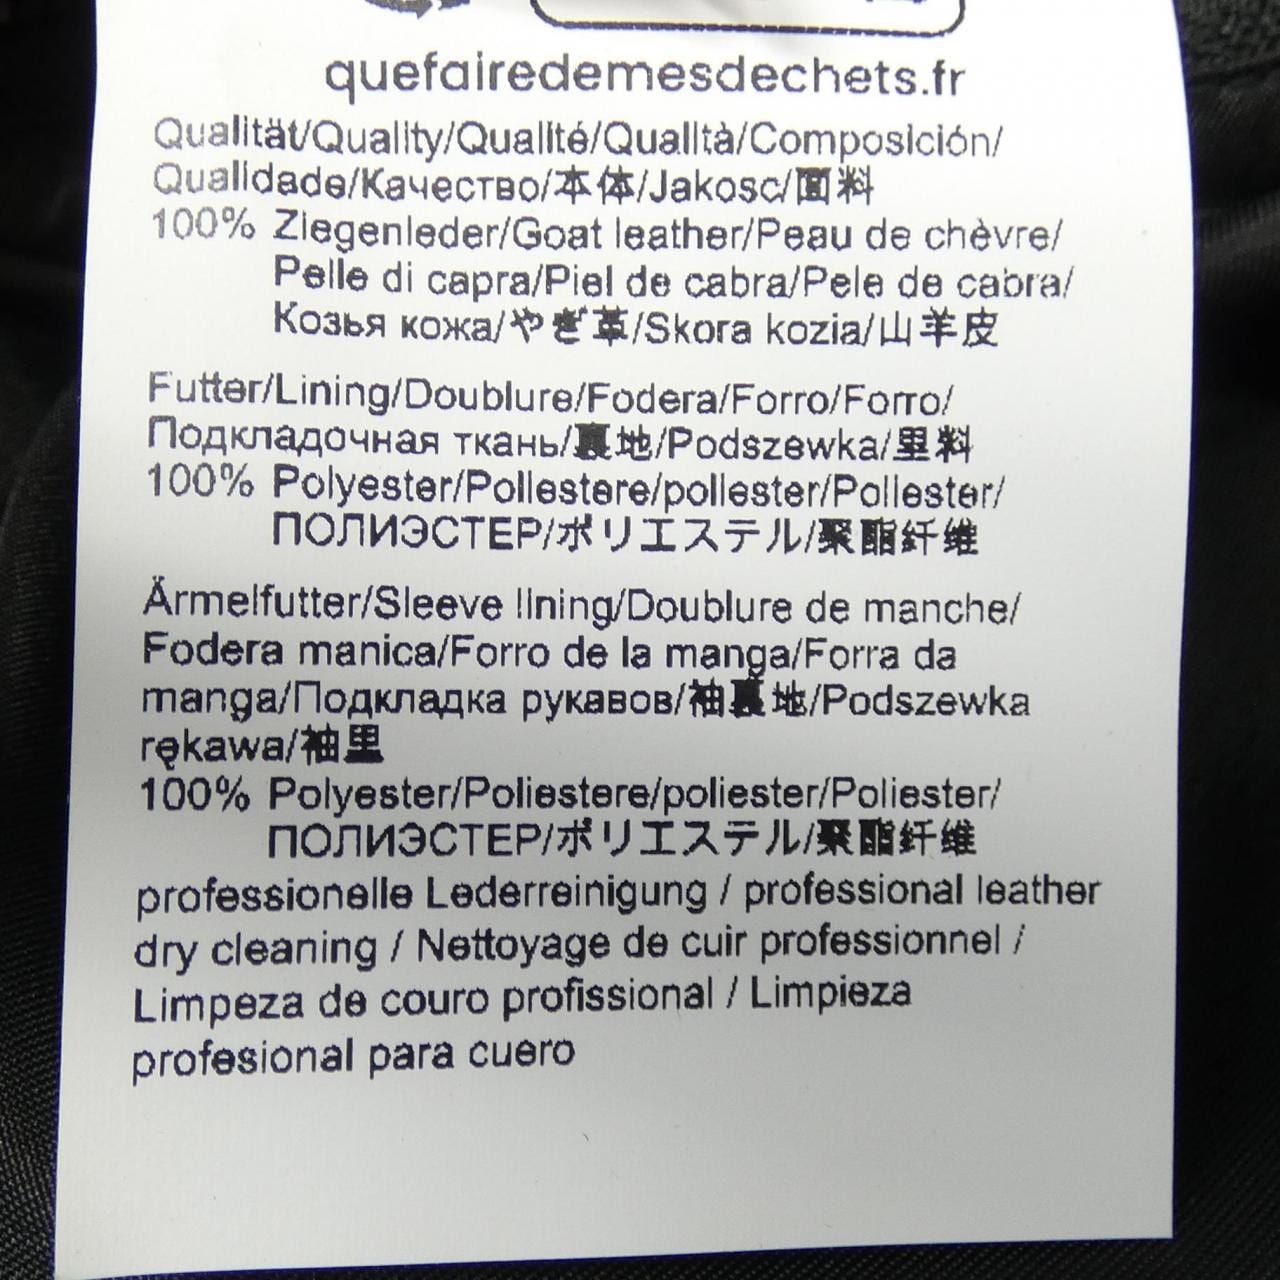 quefairedemesdechets.fr
Qualität/Quality/Qualité/Qualità/Composición/
Qualidade/Качество/本体/Jakosc/面料
100% Ziegenleder/Goat leather/Peau de chèvre/
Pelle di capra/Piel de cabra/Pele de cabra/
Козья кожа/やぎ革/Skora kozia/山羊皮
Futter/Lining/Doublure/Fodera/Forro/Forro/
Подкладочная ткань/裏地/Podszewka/里料
100% Polyester/Poliestere/poliester/Poliester/
ПОЛИЭСТЕР/ポリエステル/聚酯纤维
Ärmelfutter/Sleeve lining/Doublure de manche/
Fodera manica/Forro de la manga/Forra da
manga/Подкладка рукавов/袖裏地/Podszewka
rękawa/袖里
100% Polyester/Poliestere/poliester/Poliester/
ПОЛИЭСТЕР/ポリエステル/聚酯纤维
professionelle Lederreinigung / professional leather
dry cleaning / Nettoyage de cuir professionnel /
Limpeza de couro profissional / Limpieza
profesional para cuero